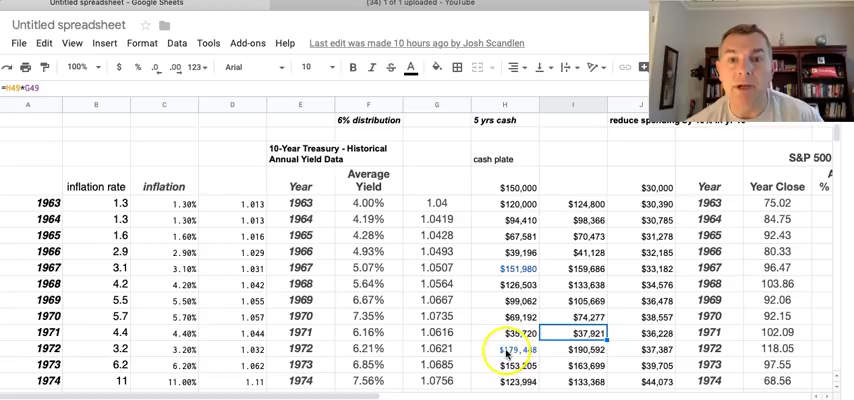 Untitled spreadsheet - Google Sheets
(34) 1 of 1 uploaded - YouTube
Untitled spreadsheet
File Edit View Insert Format Data Tools Add-ons Help Last edit was made 10 hours ago by Josh Scandlen
100% $ % .0 .00 123 Arial 10 B I S A
=H49*G49
A B C D E F G H I J K L
6% distribution 5 yrs cash
10-Year Treasury - Historical
Annual Yield Data cash plate S&P 500
inflation rate inflation Year Average Yield $150,000 $30,000 Year Year Close %
1963 1.3 1.30% 1.013 1963 4.00% 1.04 $120,000 $124,800 $30,390 1963 75.02
1964 1.3 1.30% 1.013 1964 4.19% 1.0419 $94,410 $98,366 $30,785 1964 84.75
1965 1.6 1.60% 1.016 1965 4.28% 1.0428 $67,581 $70,473 $31,278 1965 92.43
1966 2.9 2.90% 1.029 1966 4.93% 1.0493 $39,196 $41,128 $32,185 1966 80.33
1967 3.1 3.10% 1.031 1967 5.07% 1.0507 $151,980 $159,686 $33,182 1967 96.47
1968 4.2 4.20% 1.042 1968 5.64% 1.0564 $126,503 $133,638 $34,576 1968 103.86
1969 5.5 5.50% 1.055 1969 6.67% 1.0667 $99,062 $105,669 $36,478 1969 92.06
1970 5.7 5.70% 1.057 1970 7.35% 1.0735 $69,192 $74,277 $38,557 1970 92.15
1971 4.4 4.40% 1.044 1971 6.16% 1.0616 $35,720 $37,921 $36,228 1971 102.09
1972 3.2 3.20% 1.032 1972 6.21% 1.0621 $179,448 $190,592 $37,387 1972 118.05
1973 6.2 6.20% 1.062 1973 6.85% 1.0685 $153,205 $163,699 $39,705 1973 97.55
1974 11 11.00% 1.11 1974 7.56% 1.0756 $123,994 $133,368 $44,073 1974 68.56